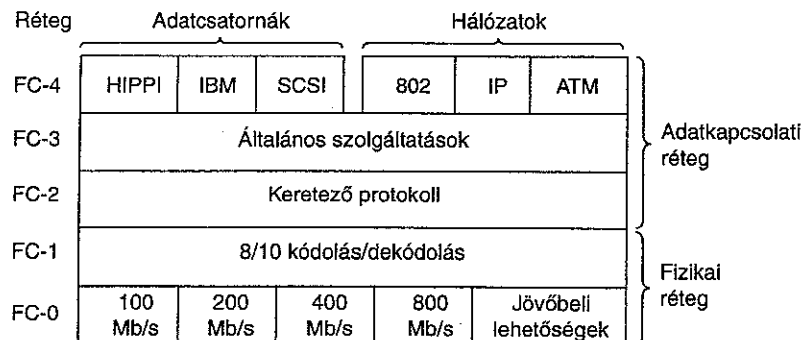 Réteg Adatcsatornák Hálózatok
FC-4 HIPPI IBM SCSI 802 IP ATM
FC-3 Általános szolgáltatások
Adatkapcsolati
réteg
FC-2 Keretező protokoll
FC-1 8/10 kódolás/dekódolás
Fizikai
réteg
FC-0 100 Mb/s 200 Mb/s 400 Mb/s 800 Mb/s Jövőbeli lehetőségek